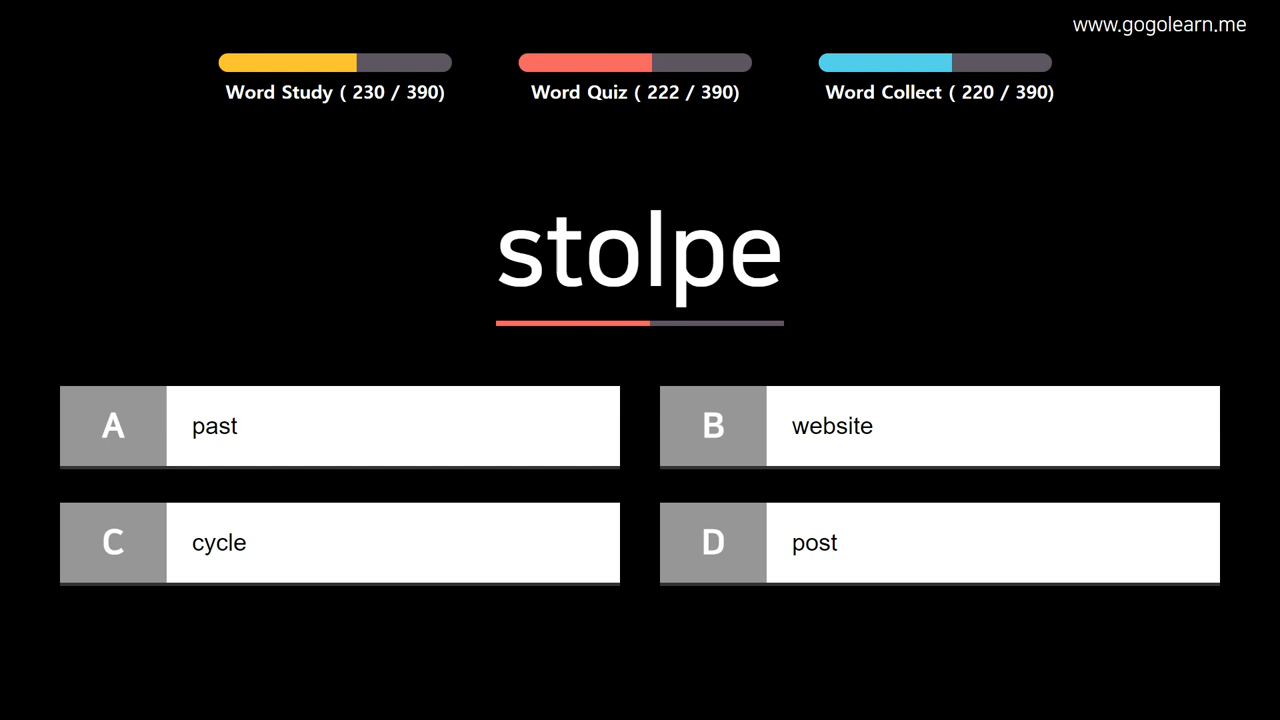 www.gogolearn.me
Word Study ( 230 / 390)
Word Quiz ( 222 / 390)
Word Collect ( 220 / 390)
stolpe
A past
B website
C cycle
D post